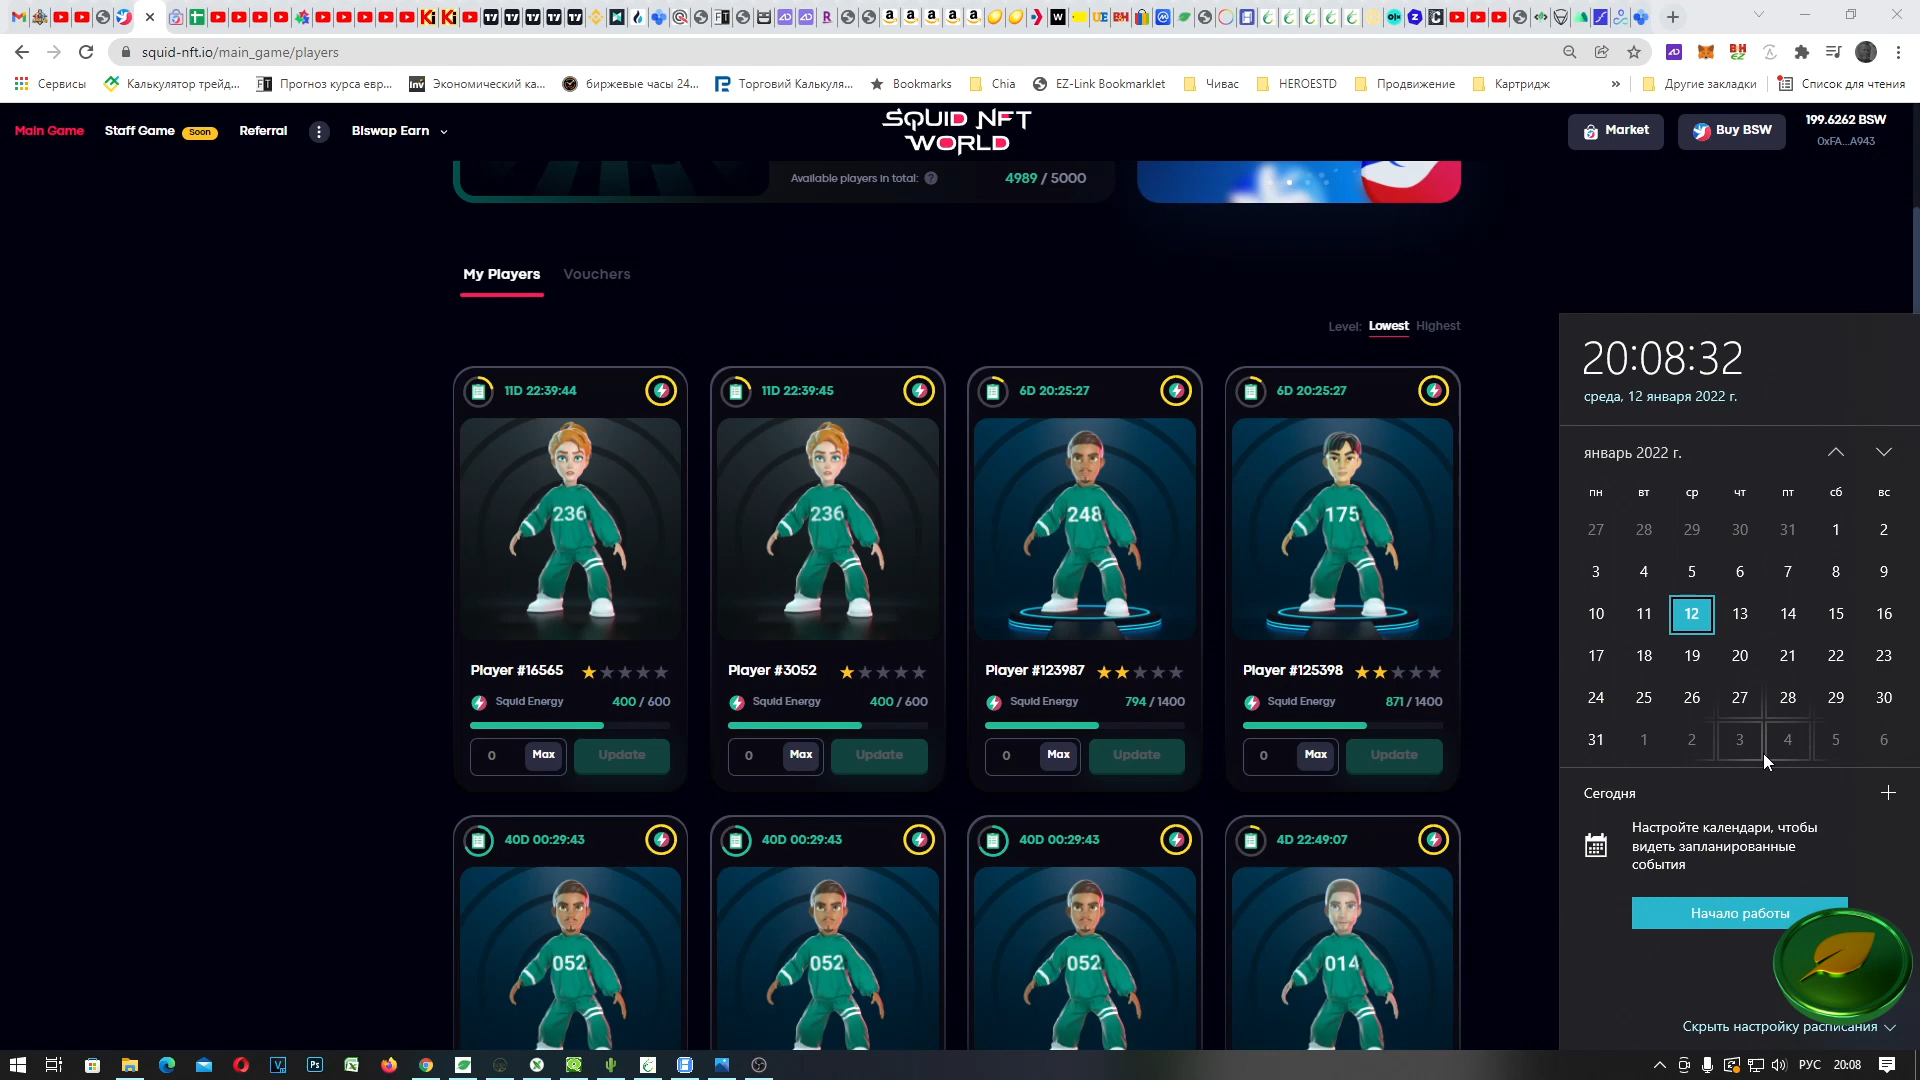 squid-nft.io/main_game/players
Сервисы
Калькулятор трейд...
Прогноз курса евр...
Экономический ка...
биржевые часы 24...
Торговий Калькуля...
Bookmarks
Chia
EZ-Link Bookmarklet
Чивас
HEROESTD
Продвижение
Картридж
»
Другие закладки
Список для чтения
Main Game
Staff Game Soon
Referral
Biswap Earn
SQUID NFT
WORLD
Market
Buy BSW
199.6262 BSW
0xFA...A943
Available players in total: ? 4989 / 5000
My Players
Vouchers
Level: Lowest Highest
11D 22:39:44
11D 22:39:45
6D 20:25:27
6D 20:25:27
236
236
248
175
Player #16565
Player #3052
Player #123987
Player #125398
Squid Energy 400 / 600
Squid Energy 400 / 600
Squid Energy 794 / 1400
Squid Energy 871 / 1400
0 Max Update
0 Max Update
0 Max Update
0 Max Update
40D 00:29:43
40D 00:29:43
40D 00:29:43
4D 22:49:07
052
052
052
014
20:08:32
среда, 12 января 2022 г.
январь 2022 г.
пн вт ср чт пт сб вс
27 28 29 30 31 1 2
3 4 5 6 7 8 9
10 11 12 13 14 15 16
17 18 19 20 21 22 23
24 25 26 27 28 29 30
31 1 2 3 4 5 6
Сегодня
Настройте календари, чтобы
видеть запланированные
события
Начало работы
Скрыть настройку расписания
РУС
20:08